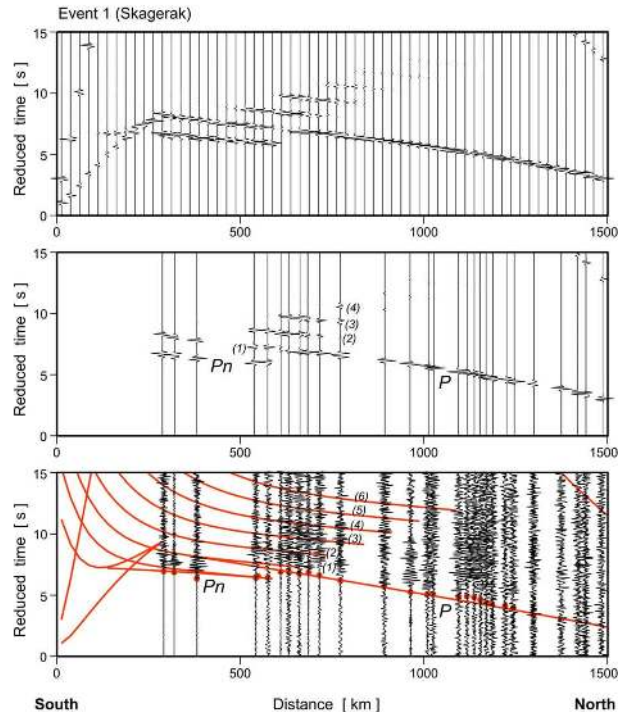 Event 1 (Skagerak)
15
10
5
0
Reduced time [ s ]
0 500 1000 1500
15
10
5
0
Reduced time [ s ]
(4)
(3)
(2)
(1)
Pn
P
0 500 1000 1500
15
10
5
0
Reduced time [ s ]
(6)
(5)
(4)
(3)
(2)
(1)
Pn
P
0 500 1000 1500
South Distance [ km ] North